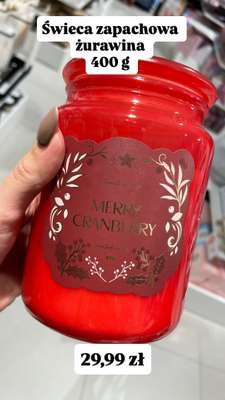 Świeca zapachowa
żurawina
400 g
MERRY
CRANBERRY
29,99 zł